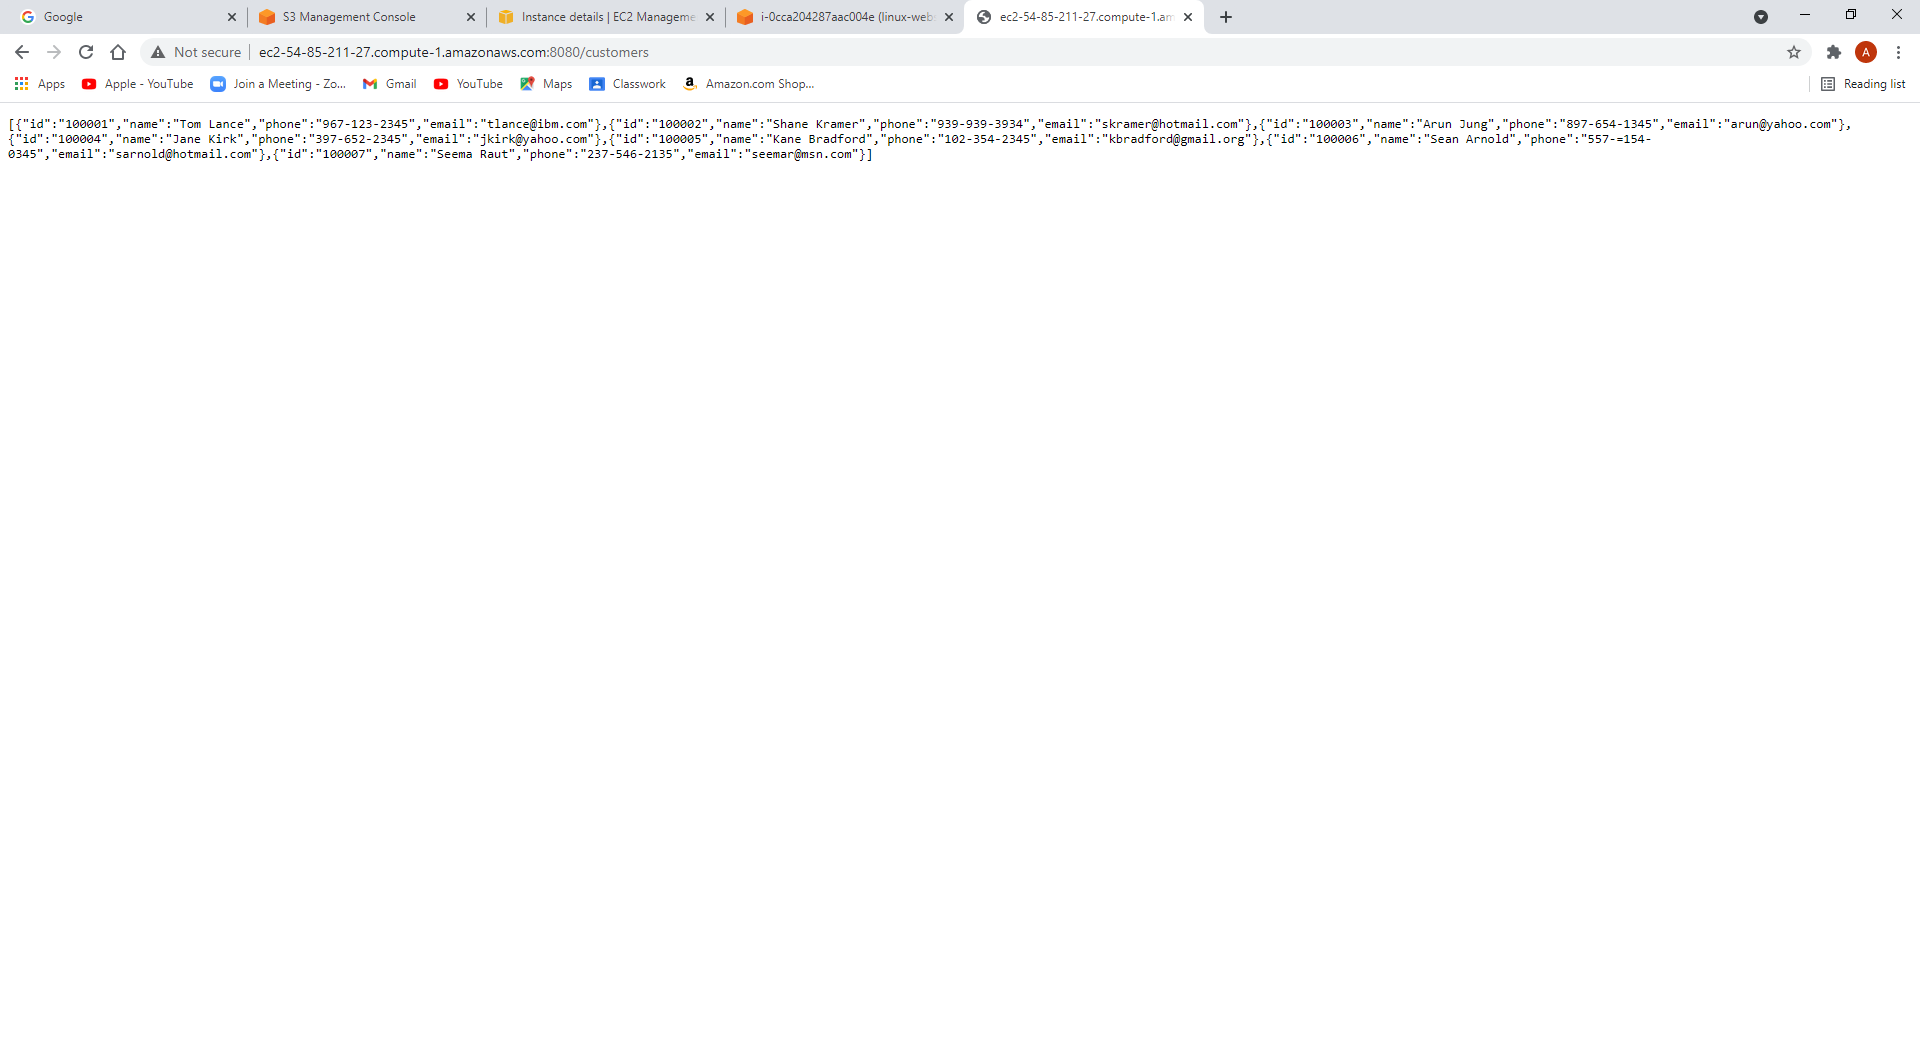 Google
S3 Management Console
Instance details | EC2 Manageme
i-0cca204287aac004e (linux-webs
ec2-54-85-211-27.compute-1.am
Not secure
ec2-54-85-211-27.compute-1.amazonaws.com:8080/customers
A
Apps
Apple - YouTube
Join a Meeting - Zo...
Gmail
YouTube
Maps
Classwork
Amazon.com Shop...
Reading list
[{"id":"100001","name":"Tom Lance","phone":"967-123-2345","email":"tlance@ibm.com"},{"id":"100002","name":"Shane Kramer","phone":"939-939-3934","email":"skramer@hotmail.com"},{"id":"100003","name":"Arun Jung","phone":"897-654-1345","email":"arun@yahoo.com"},
{"id":"100004","name":"Jane Kirk","phone":"397-652-2345","email":"jkirk@yahoo.com"},{"id":"100005","name":"Kane Bradford","phone":"102-354-2345","email":"kbradford@gmail.org"},{"id":"100006","name":"Sean Arnold","phone":"557-=154-
0345","email":"sarnold@hotmail.com"},{"id":"100007","name":"Seema Raut","phone":"237-546-2135","email":"seemar@msn.com"}]